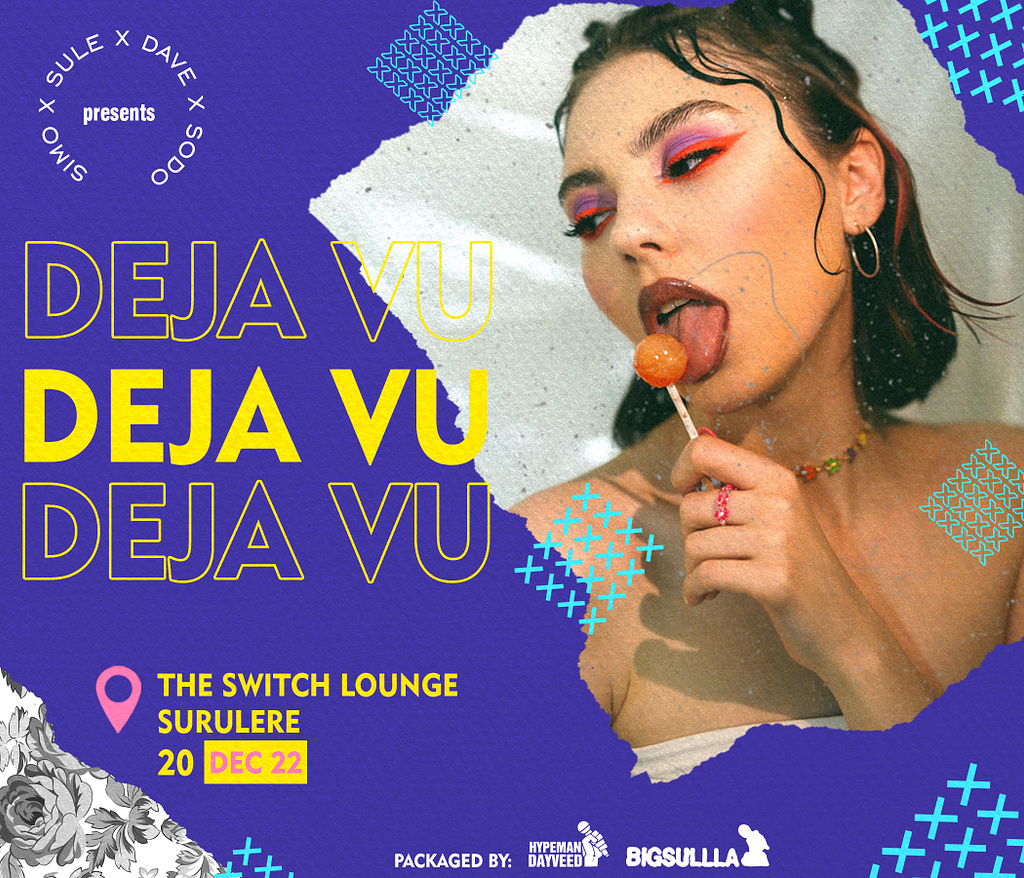 SIMO X SULE X DAVE X SODO
presents
DEJA VU
DEJA VU
DEJA VU
THE SWITCH LOUNGE
SURULERE
20 DEC 22
PACKAGED BY:
HYPEMAN
DAYVEED
BIGSULLLA